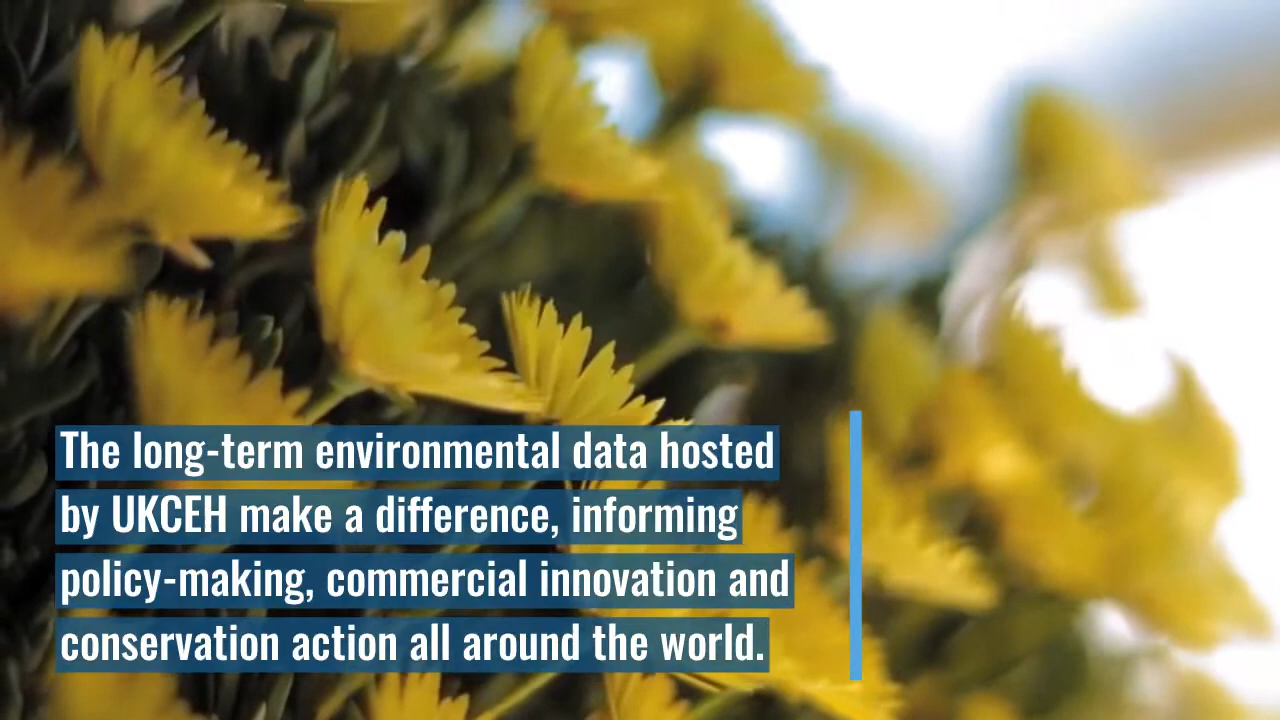 The long-term environmental data hosted
by UKCEH make a difference, informing
policy-making, commercial innovation and
conservation action all around the world.